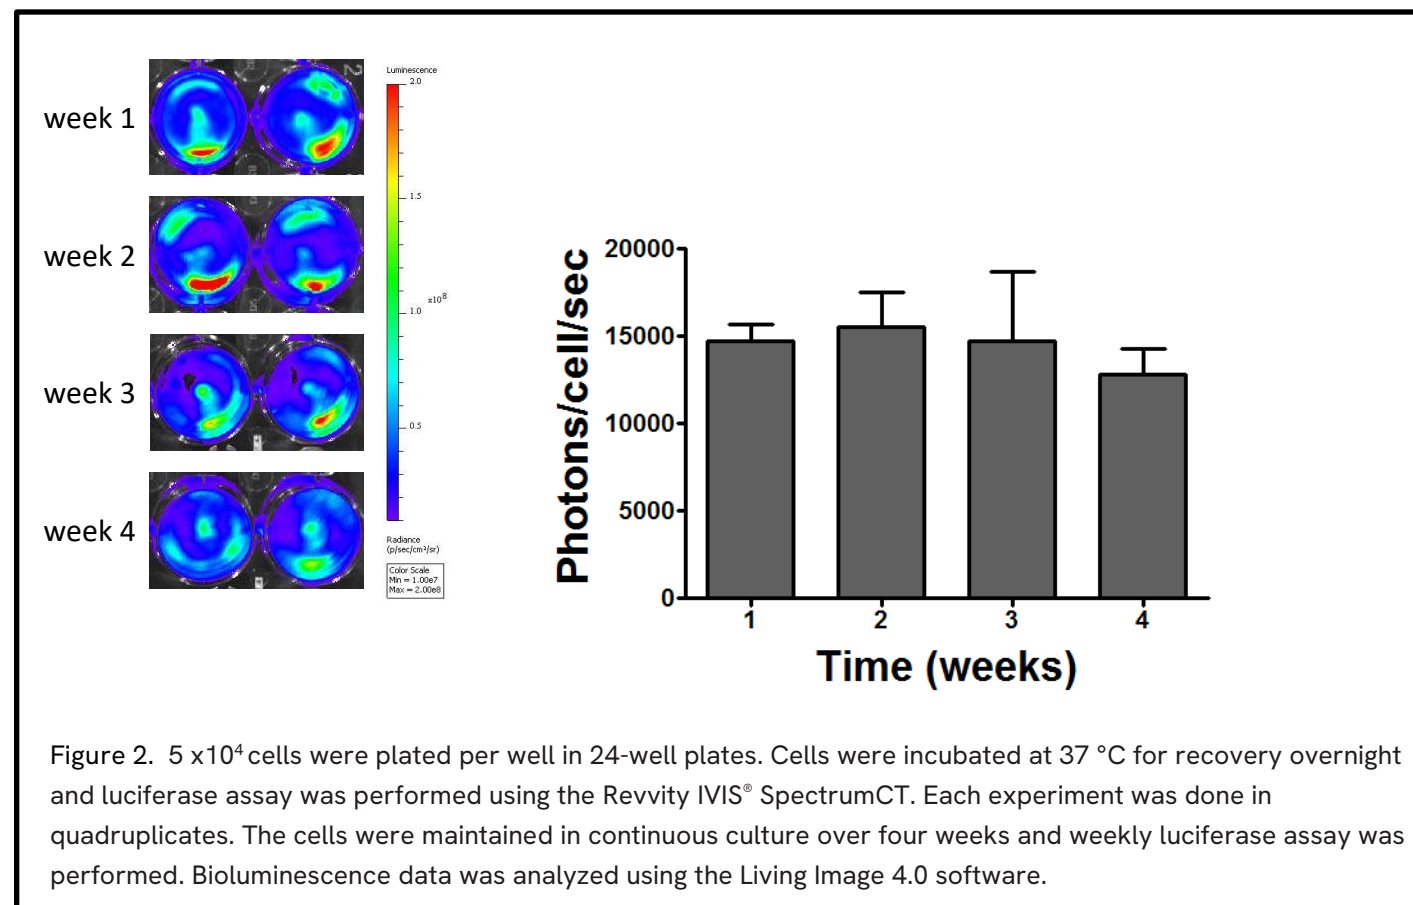 week 1
week 2
week 3
week 4
Luminescence
2.0
1.5
1.0
x10⁸
0.5
Radiance
(p/sec/cm²/sr)
Color Scale
Min = 1.00e7
Max = 2.00e8
Photons/cell/sec
20000
15000
10000
5000
0
1 2 3 4
Time (weeks)
Figure 2. 5 x10⁴ cells were plated per well in 24-well plates. Cells were incubated at 37 °C for recovery overnight
and luciferase assay was performed using the Revvity IVIS® SpectrumCT. Each experiment was done in
quadruplicates. The cells were maintained in continuous culture over four weeks and weekly luciferase assay was
performed. Bioluminescence data was analyzed using the Living Image 4.0 software.